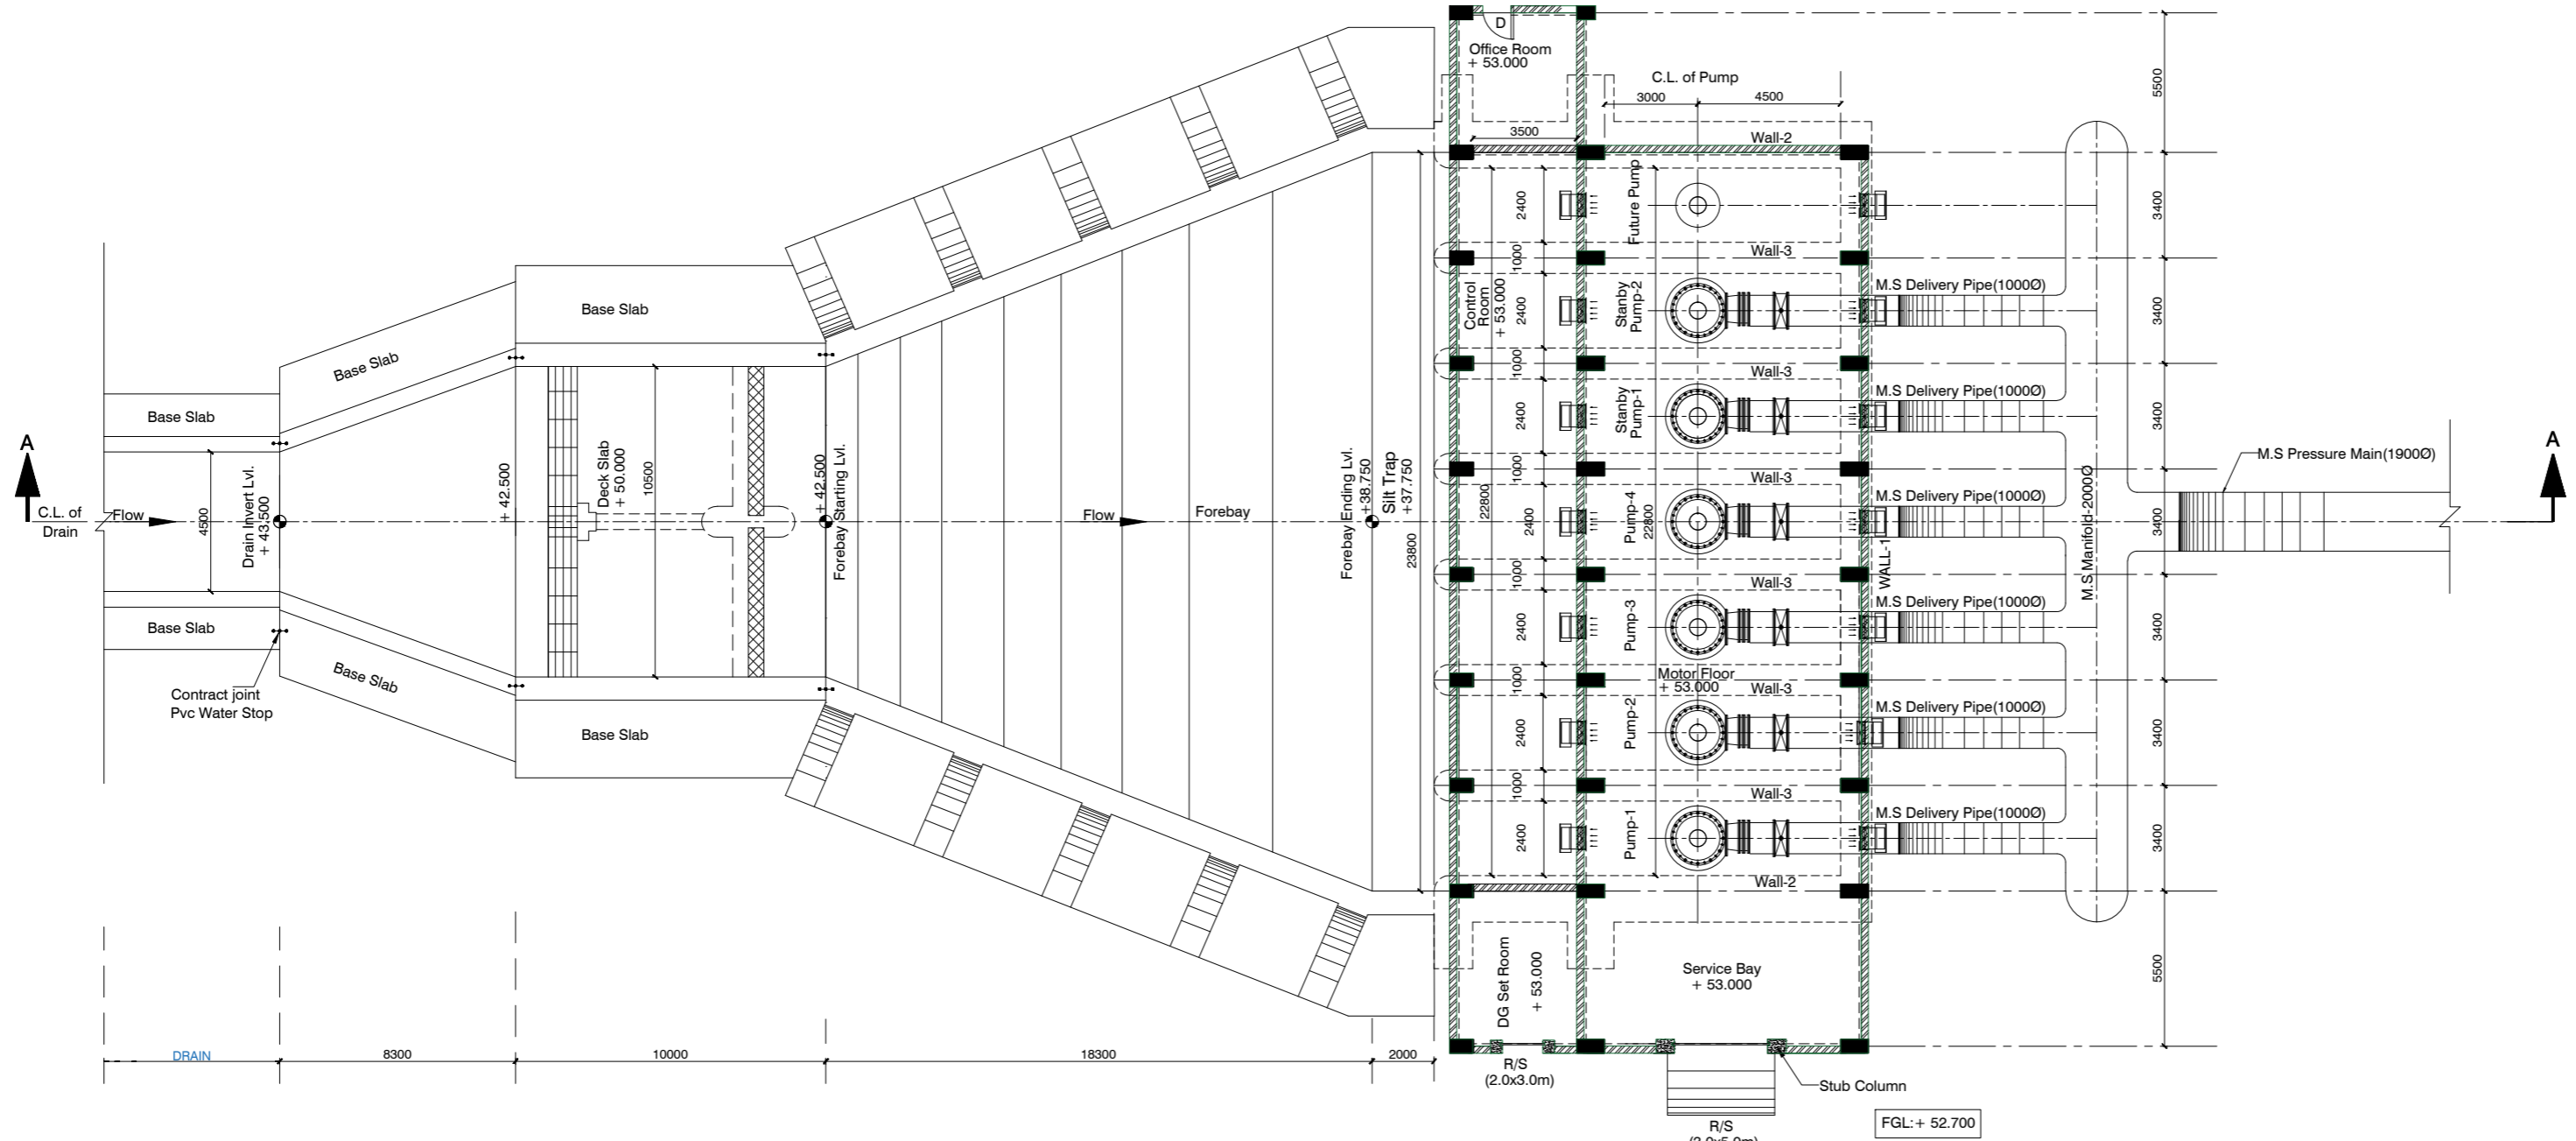 D
Office Room
+ 53.000
C.L. of Pump
3000
4500
3500
5500
Wall-2
Future Pump
2400
3400
Wall-3
1000
Control
Room
+ 53.000
Stanby
Pump-2
2400
M.S Delivery Pipe(1000Ø)
3400
1000
Wall-3
Stanby
Pump-1
2400
M.S Delivery Pipe(1000Ø)
3400
1000
Wall-3
22800
Pump-4
22800
2400
M.S Delivery Pipe(1000Ø)
3400
WALL-1
M.S Manifold-2000Ø
M.S Pressure Main(1900Ø)
1000
Wall-3
Pump-3
2400
M.S Delivery Pipe(1000Ø)
3400
1000
Motor Floor
+ 53.000
Wall-3
Pump-2
2400
M.S Delivery Pipe(1000Ø)
3400
1000
Wall-3
Pump-1
2400
M.S Delivery Pipe(1000Ø)
3400
Wall-2
5500
DG Set Room
+ 53.000
Service Bay
+ 53.000
Base Slab
Base Slab
Base Slab
A
C.L. of
Drain
Flow
4500
Drain Invert Lvl.
+ 43.500
+ 42.500
Deck Slab
+ 50.000
10500
+ 42.500
Forebay Starting Lvl.
Flow
Forebay
Forebay Ending Lvl.
+38.750
Silt Trap
+37.750
23800
A
Base Slab
Base Slab
Base Slab
Contract joint
Pvc Water Stop
DRAIN
8300
10000
18300
2000
R/S
(2.0x3.0m)
Stub Column
R/S
(3.0x5.0m)
FGL:+ 52.700